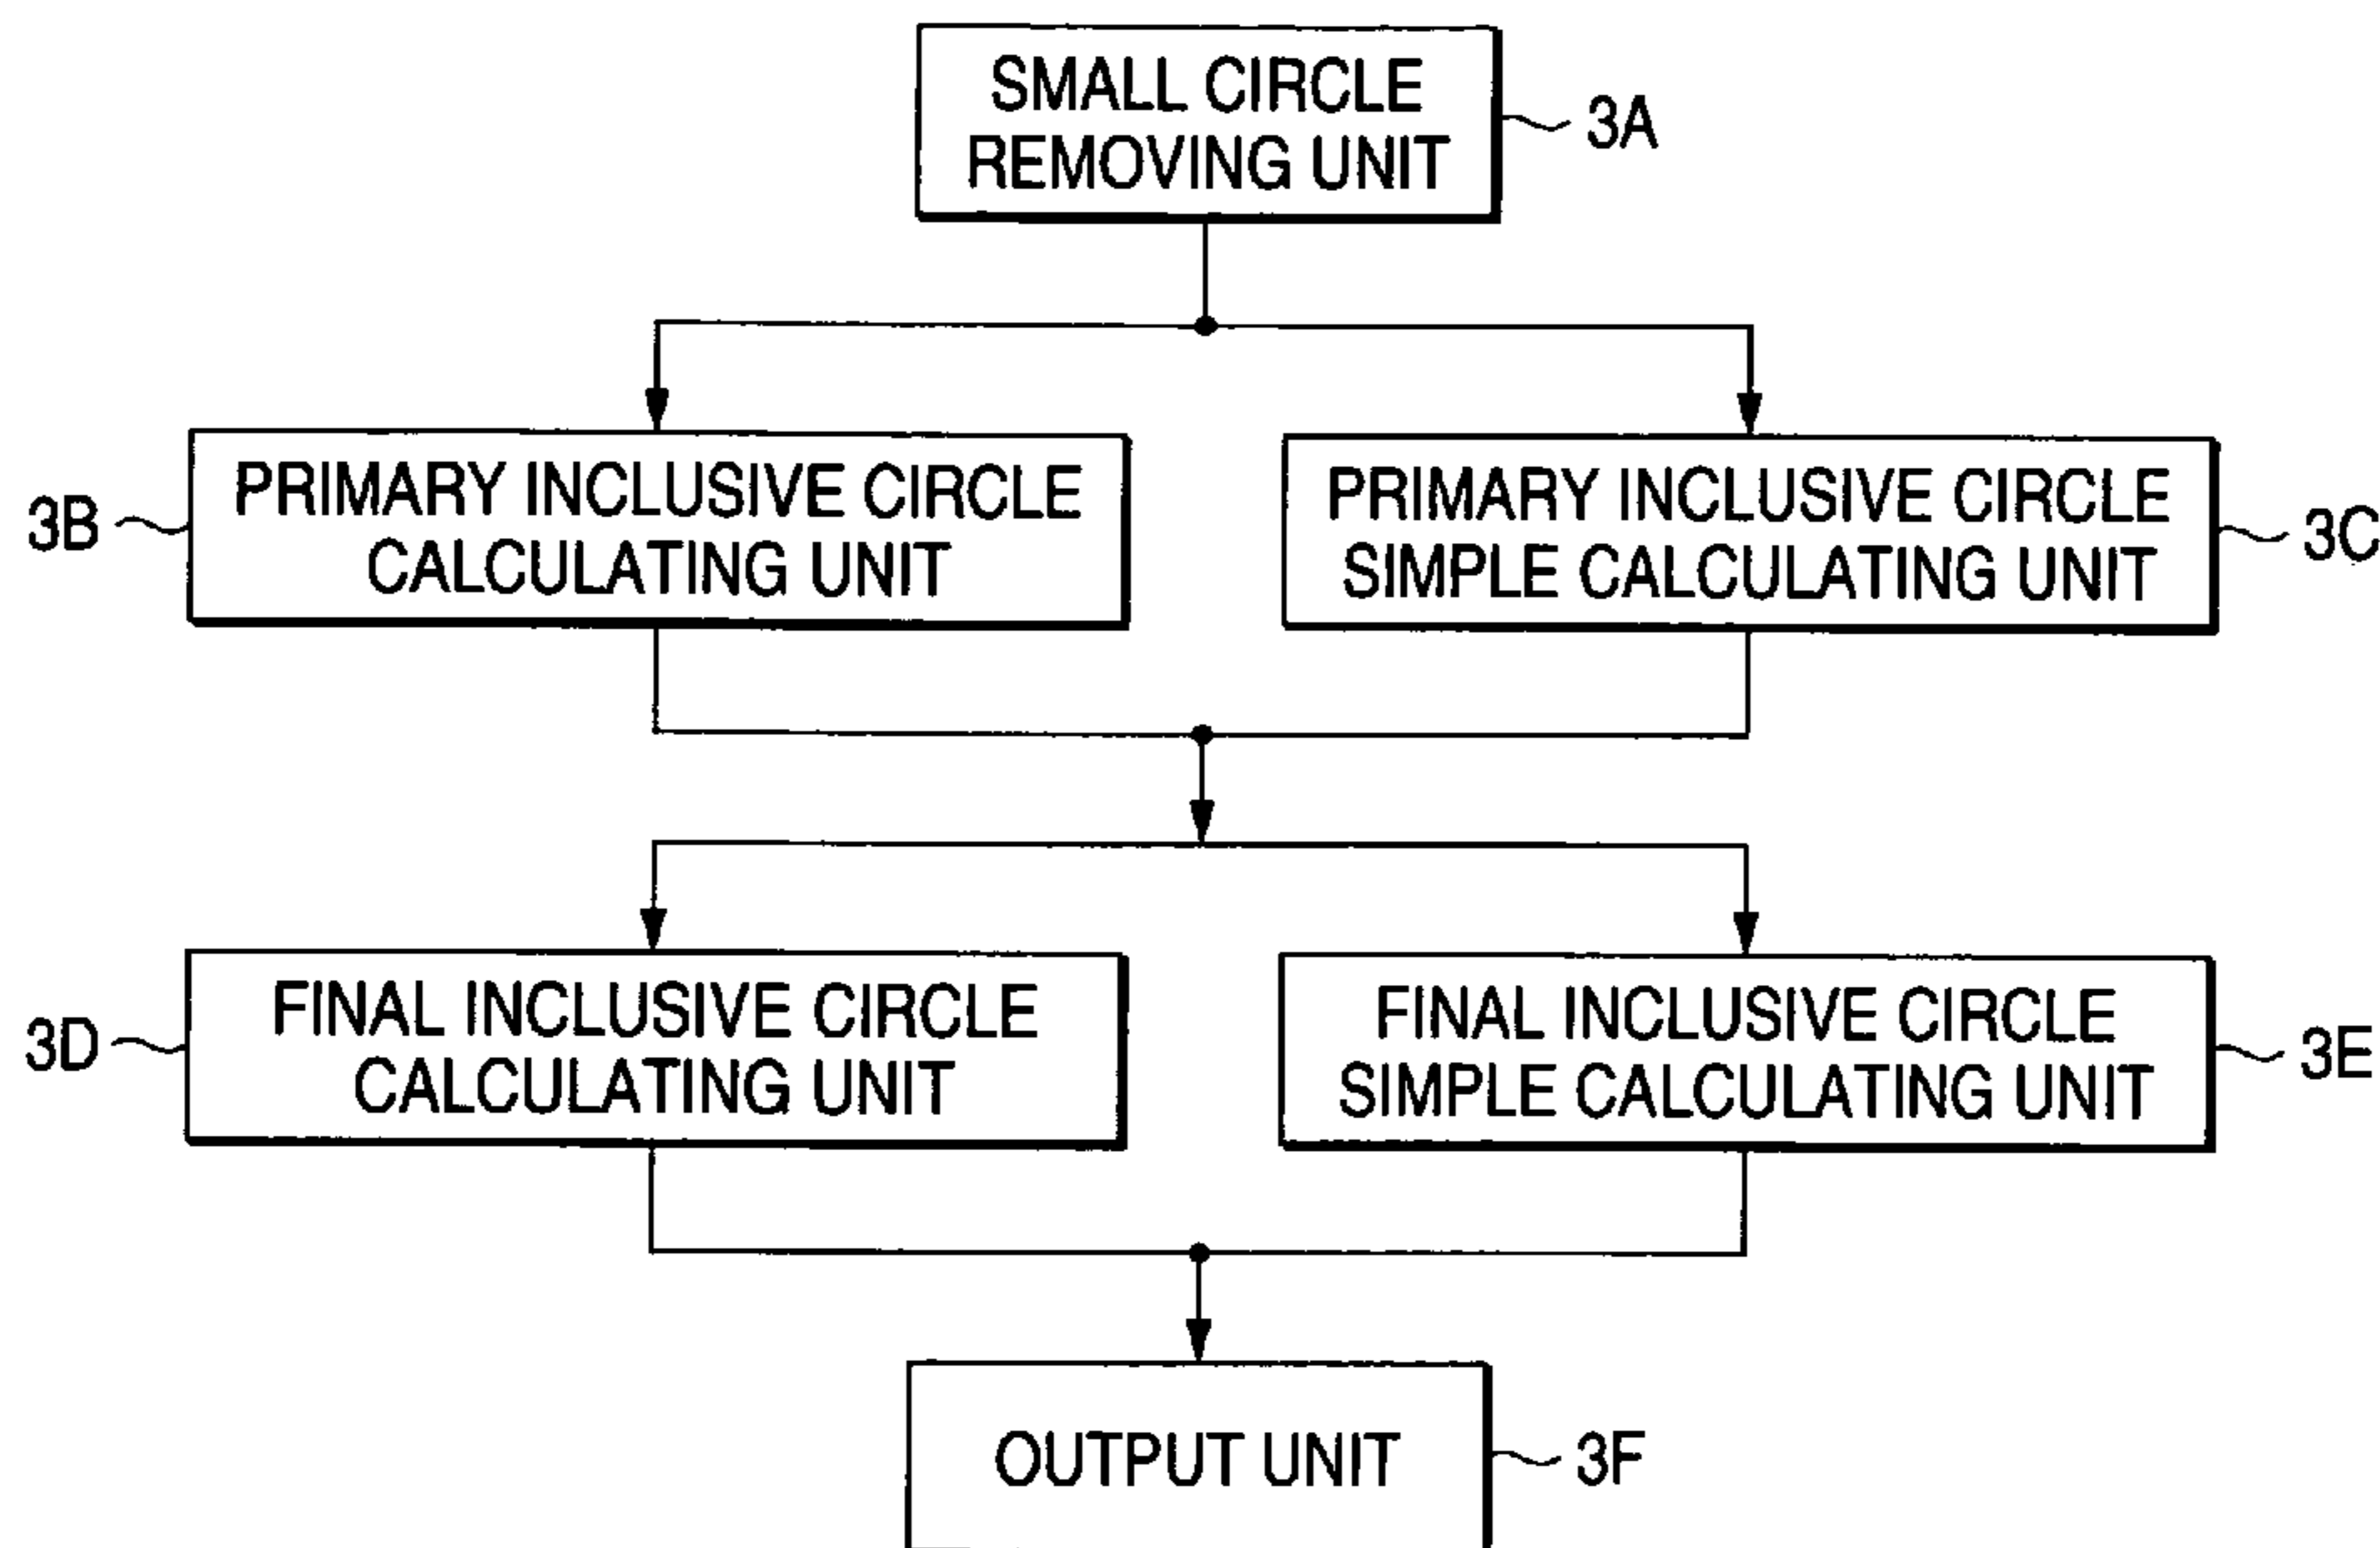 SMALL CIRCLE
REMOVING UNIT
3A
PRIMARY INCLUSIVE CIRCLE
CALCULATING UNIT
3B
PRIMARY INCLUSIVE CIRCLE
SIMPLE CALCULATING UNIT
3C
FINAL INCLUSIVE CIRCLE
CALCULATING UNIT
3D
FINAL INCLUSIVE CIRCLE
SIMPLE CALCULATING UNIT
3E
OUTPUT UNIT
3F